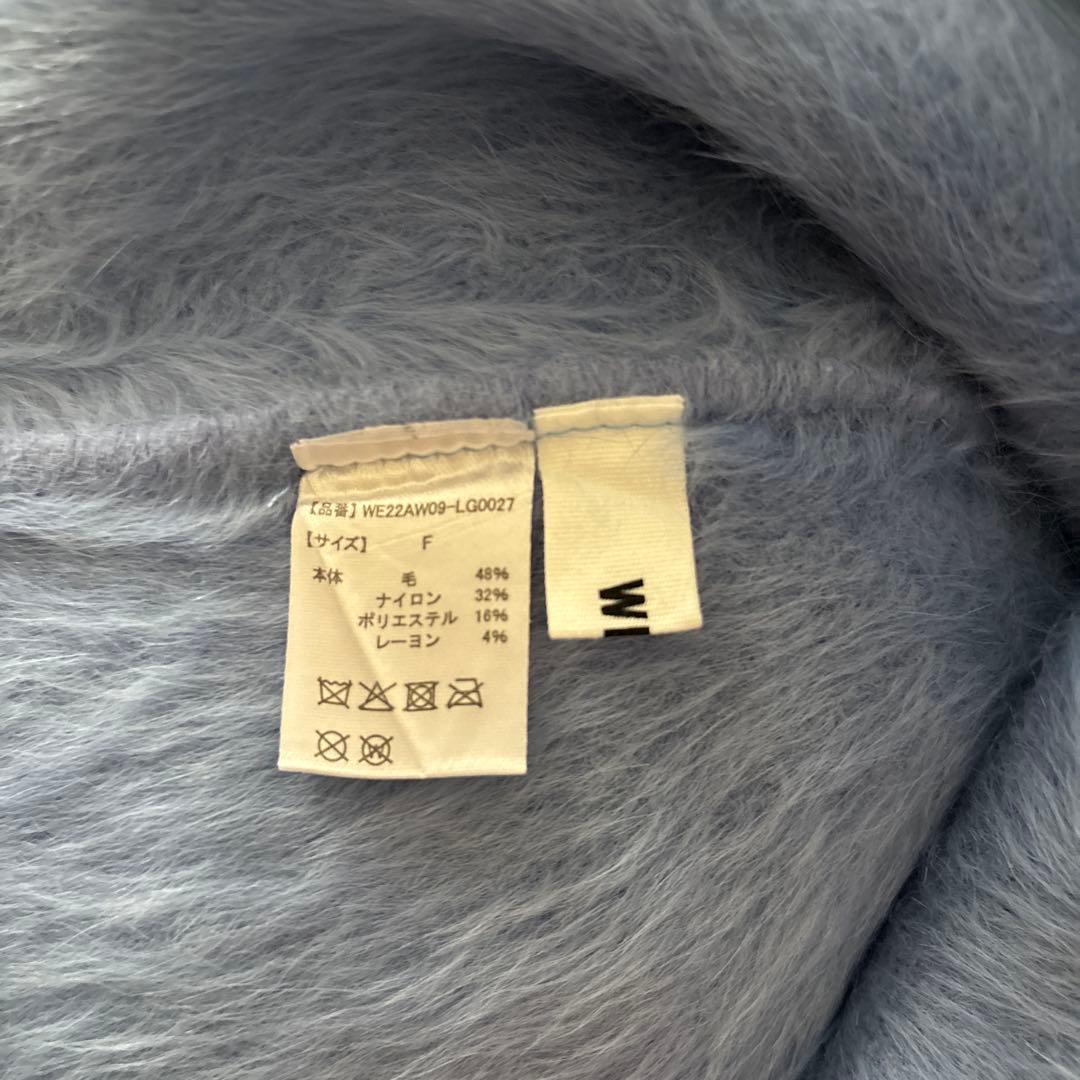 【品番】WE22AW09-LG0027
【サイズ】 F
本体 毛 48%
ナイロン 32%
ポリエステル 16%
レーヨン 4%
W